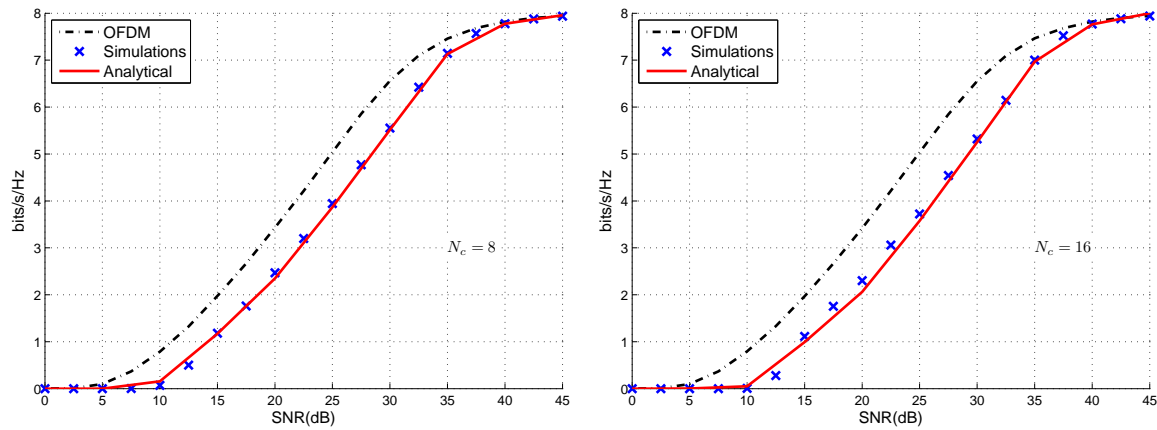 OFDM
Simulations
Analytical
bits/s/Hz
8
7
6
5
4
3
2
1
0
N_c = 8
0 5 10 15 20 25 30 35 40 45
SNR(dB)
OFDM
Simulations
Analytical
bits/s/Hz
8
7
6
5
4
3
2
1
0
N_c = 16
0 5 10 15 20 25 30 35 40 45
SNR(dB)